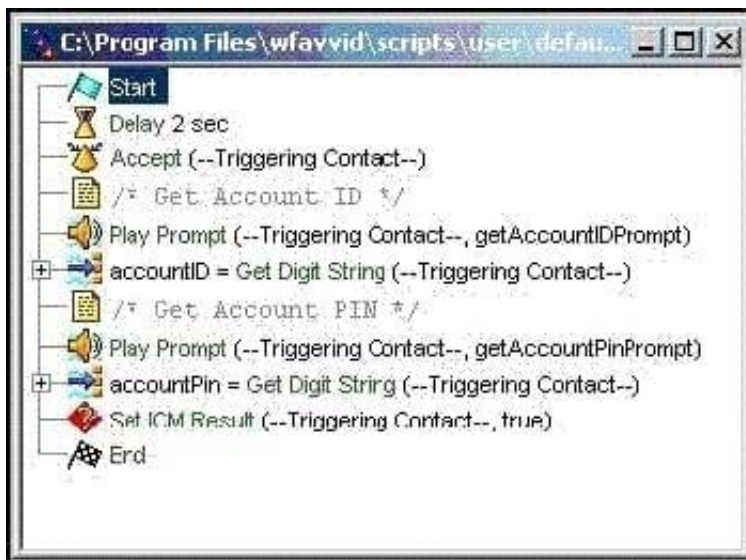 C:\Program Files\wfavvid\scripts\user\defau...
Start
Delay 2 sec
Accept (--Triggering Contact--)
/* Get Account ID */
Play Prompt (--Triggering Contact--, getAccountIDPrompt)
accountID = Get Digit String (--Triggering Contact--)
/* Get Account PIN */
Play Prompt (--Triggering Contact--, getAccountPinPrompt)
accountPin = Get Digit String (--Triggering Contact--)
Set ICM Result (--Triggering Contact--, true)
End